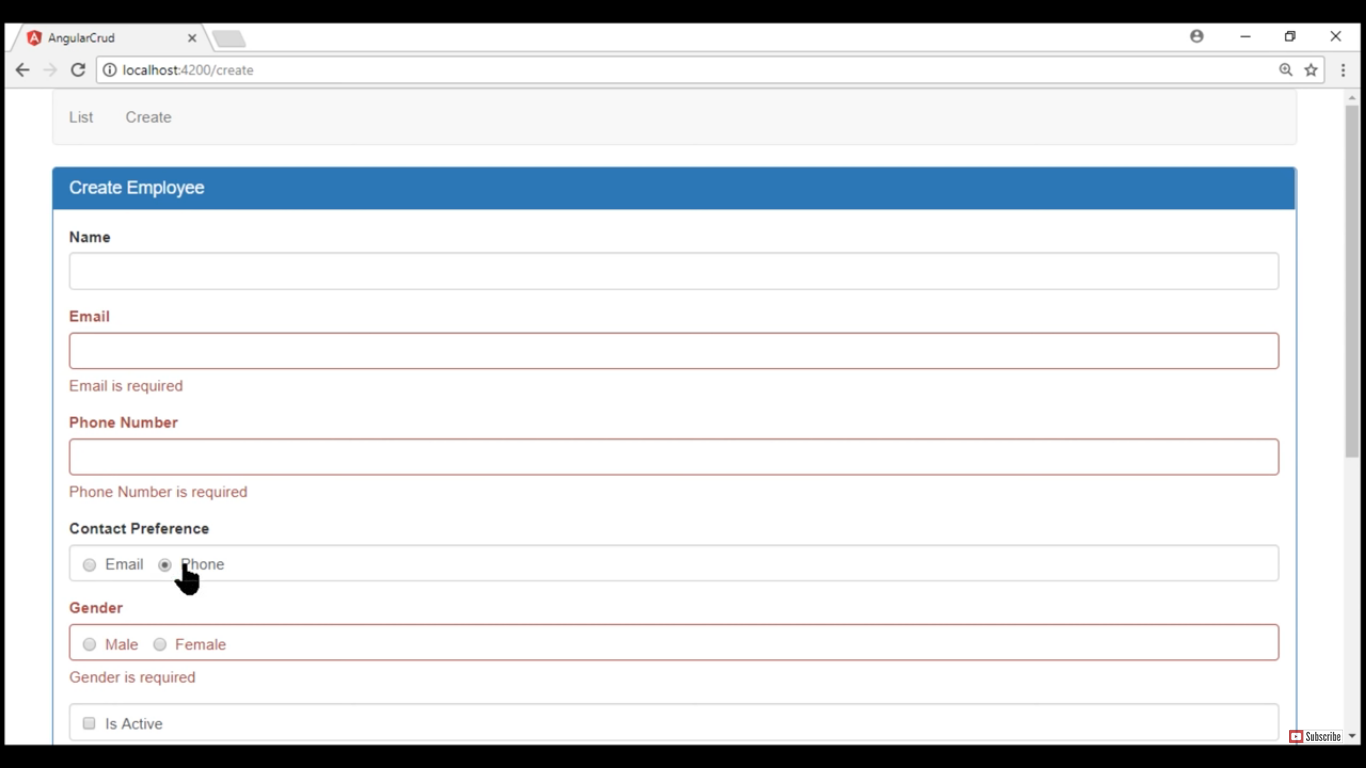 AngularCrud
localhost:4200/create
List Create
Create Employee
Name
Email
Email is required
Phone Number
Phone Number is required
Contact Preference
Email Phone
Gender
Male Female
Gender is required
Is Active
Subscribe